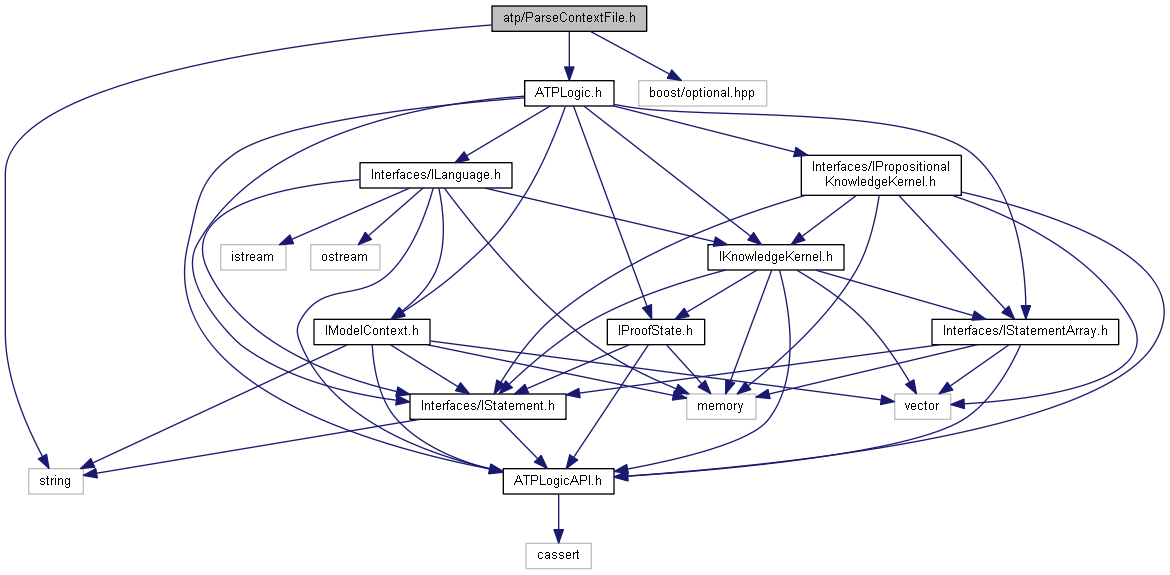 atp/ParseContextFile.h
ATPLogic.h
boost/optional.hpp
Interfaces/ILanguage.h
Interfaces/IPropositional
KnowledgeKernel.h
istream
ostream
IKnowledgeKernel.h
IModelContext.h
IProofState.h
Interfaces/IStatementArray.h
Interfaces/IStatement.h
memory
vector
string
ATPLogicAPI.h
cassert